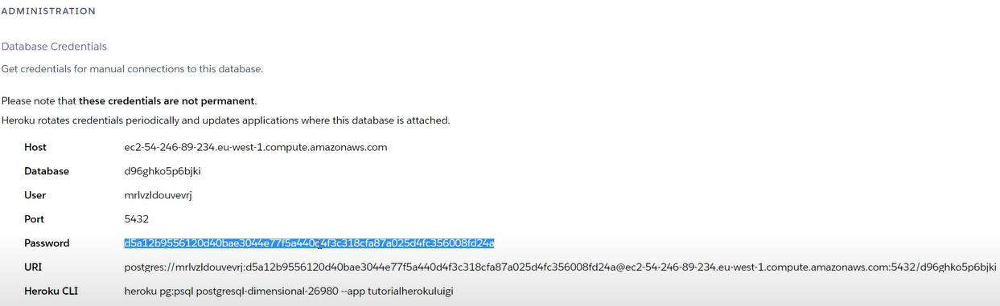 ADMINISTRATION
Database Credentials
Get credentials for manual connections to this database.
Please note that these credentials are not permanent.
Heroku rotates credentials periodically and updates applications where this database is attached.
Host ec2-54-246-89-234.eu-west-1.compute.amazonaws.com
Database d96ghko5p6bjki
User mrlvzldouvevrj
Port 5432
Password d5a12b9556120d40bae3044e77f5a440d4f3c318cfa87a025d4fc356008fd24a
URI postgres://mrlvzldouvevrj:d5a12b9556120d40bae3044e77f5a440d4f3c318cfa87a025d4fc356008fd24a@ec2-54-246-89-234.eu-west-1.compute.amazonaws.com:5432/d96ghko5p6bjki
Heroku CLI heroku pg:psql postgresql-dimensional-26980 --app tutorialherokuluigi